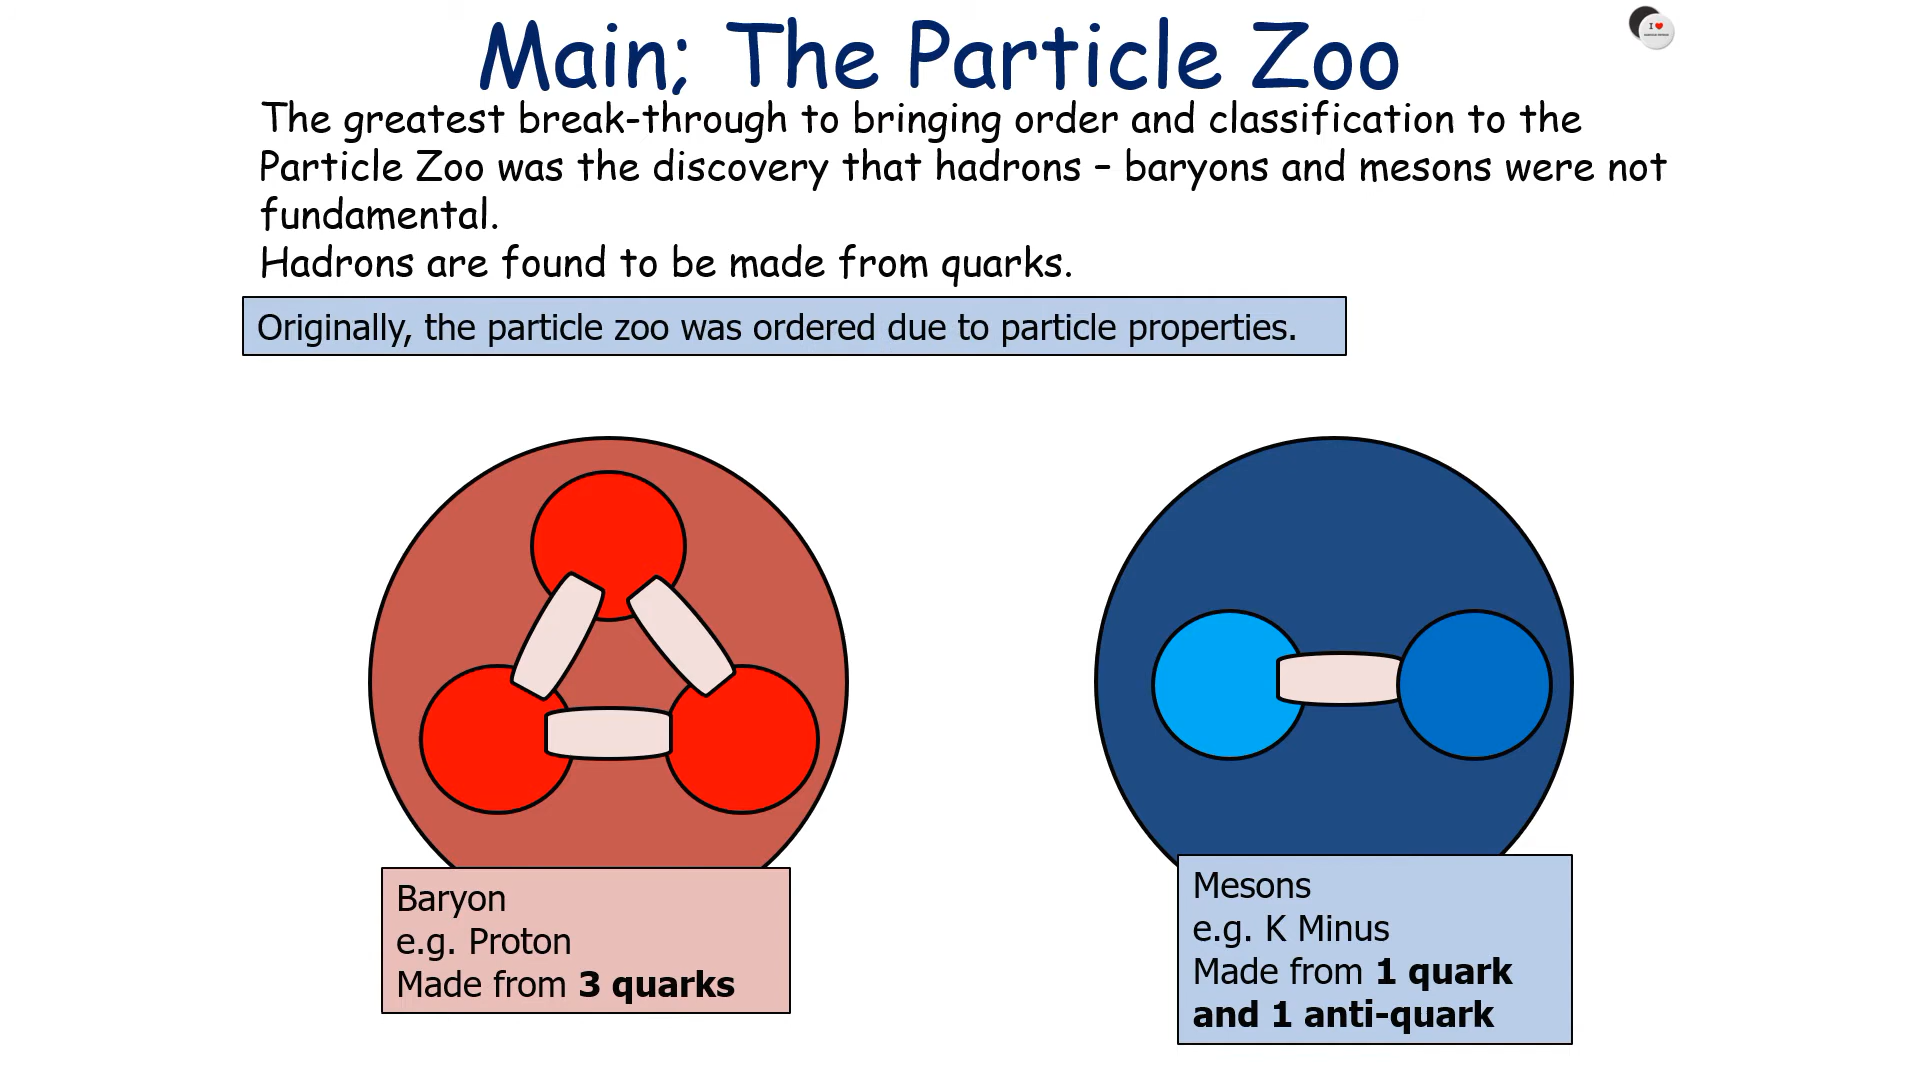 Main; The Particle Zoo
I
The greatest break-through to bringing order and classification to the
Particle Zoo was the discovery that hadrons – baryons and mesons were not
fundamental.
Hadrons are found to be made from quarks.
Originally, the particle zoo was ordered due to particle properties.
Baryon
e.g. Proton
Made from 3 quarks
Mesons
e.g. K Minus
Made from 1 quark
and 1 anti-quark